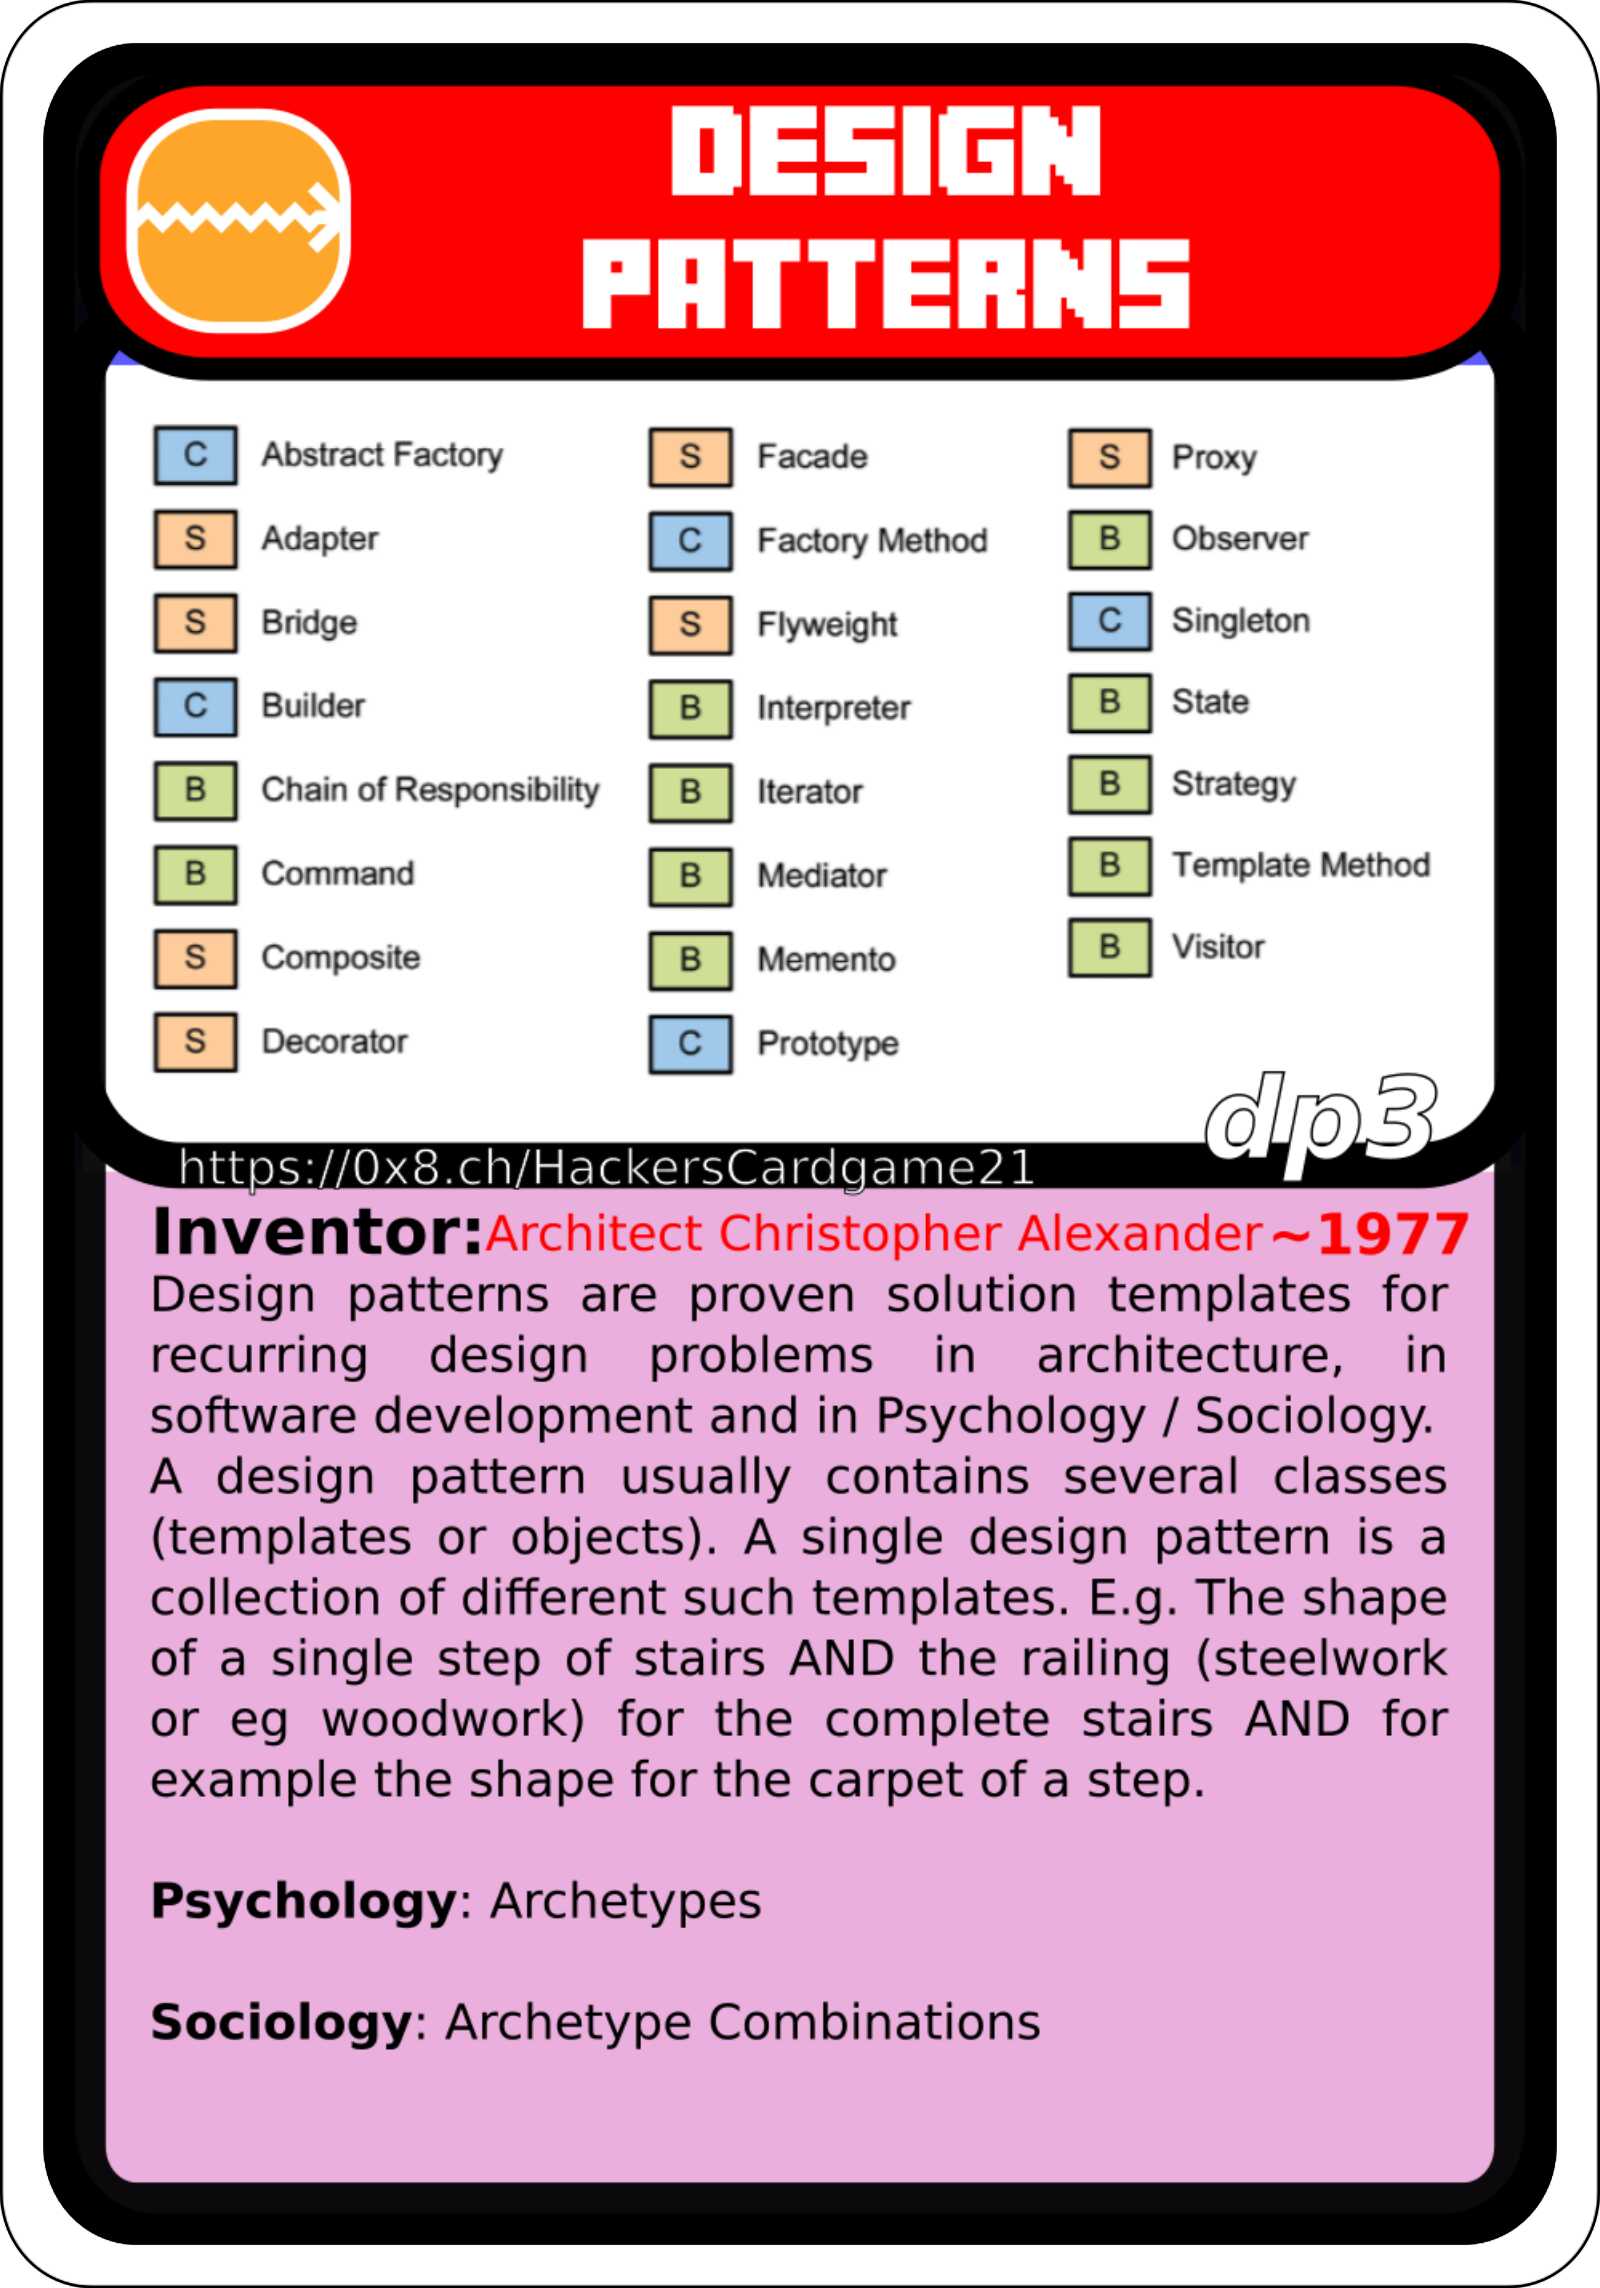 DESIGN
PATTERNS
C Abstract Factory
S Adapter
S Bridge
C Builder
B Chain of Responsibility
B Command
S Composite
S Decorator
S Facade
C Factory Method
S Flyweight
B Interpreter
B Iterator
B Mediator
B Memento
C Prototype
S Proxy
B Observer
C Singleton
B State
B Strategy
B Template Method
B Visitor
dp3
https://0x8.ch/HackersCardgame21
Inventor:Architect Christopher Alexander~1977
Design patterns are proven solution templates for
recurring design problems in architecture, in
software development and in Psychology / Sociology.
A design pattern usually contains several classes
(templates or objects). A single design pattern is a
collection of different such templates. E.g. The shape
of a single step of stairs AND the railing (steelwork
or eg woodwork) for the complete stairs AND for
example the shape for the carpet of a step.
Psychology: Archetypes
Sociology: Archetype Combinations